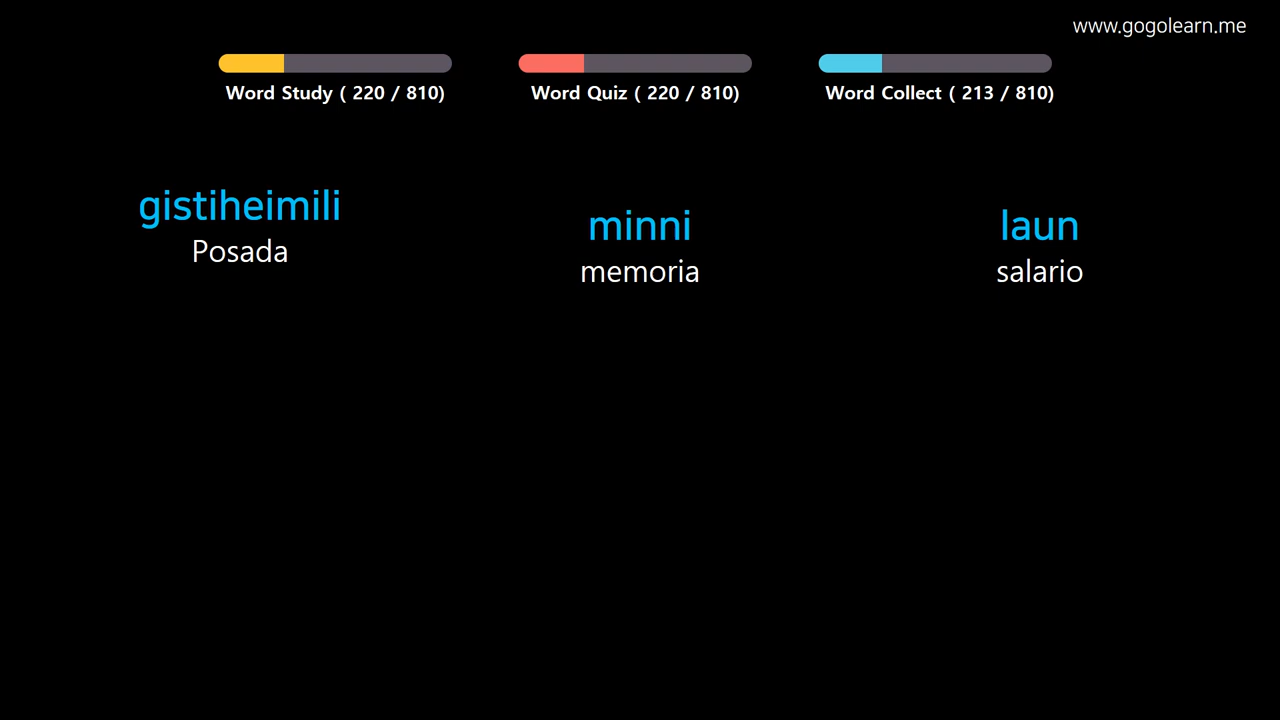 www.gogolearn.me
Word Study ( 220 / 810)
Word Quiz ( 220 / 810)
Word Collect ( 213 / 810)
gistiheimili
Posada
minni
memoria
laun
salario